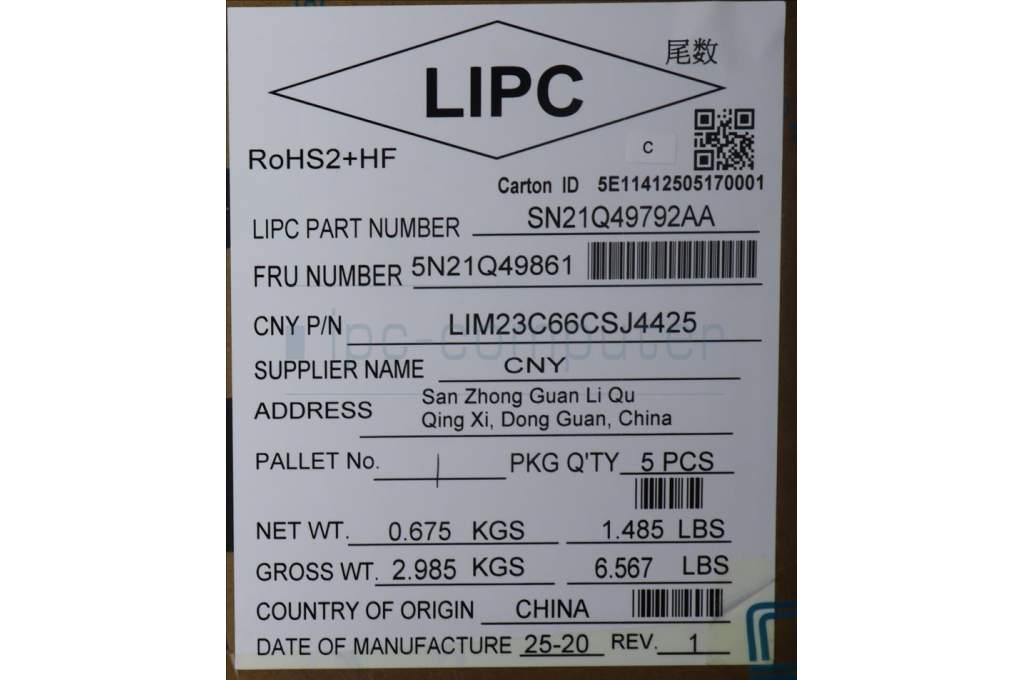 尾数
LIPC
C
RoHS2+HF
Carton ID 5E11412505170001
LIPC PART NUMBER SN21Q49792AA
FRU NUMBER 5N21Q49861
CNY P/N LIM23C66CSJ4425
ipc-computer
SUPPLIER NAME CNY
ADDRESS San Zhong Guan Li Qu
Qing Xi, Dong Guan, China
PALLET No. 1 PKG Q'TY 5 PCS
NET WT. 0.675 KGS 1.485 LBS
GROSS WT. 2.985 KGS 6.567 LBS
COUNTRY OF ORIGIN CHINA
DATE OF MANUFACTURE 25-20 REV. 1